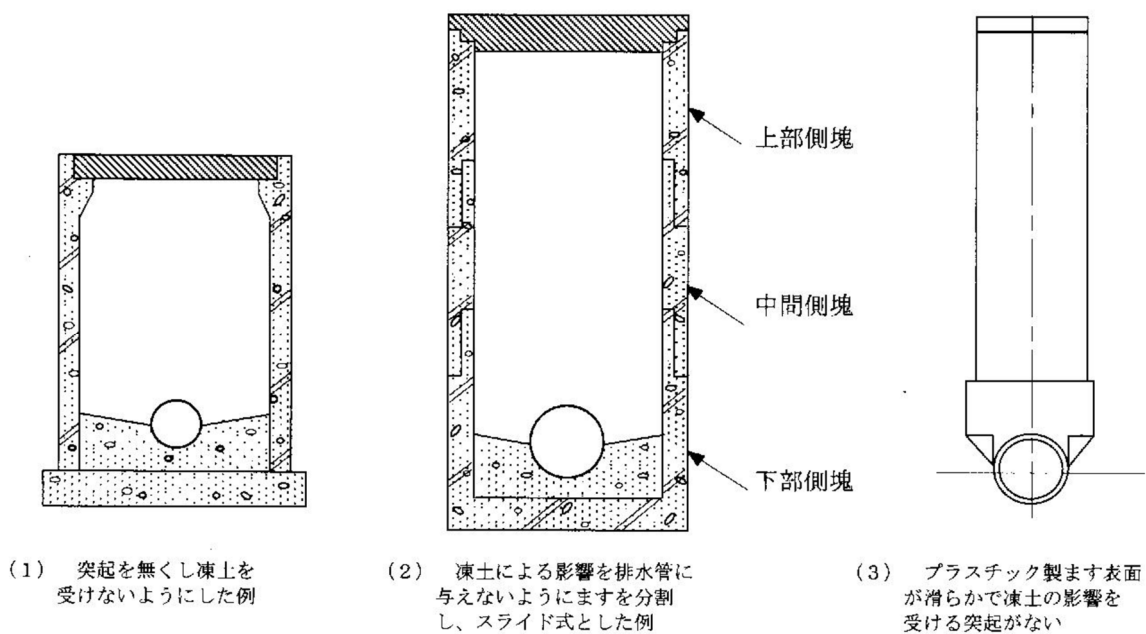 上部側塊
中間側塊
下部側塊
(1) 突起を無くし凍上を
受けないようにした例
(2) 凍土による影響を排水管に
与えないようにますを分割
し、スライド式とした例
(3) プラスチック製ます表面
が滑らかで凍土の影響を
受ける突起がない